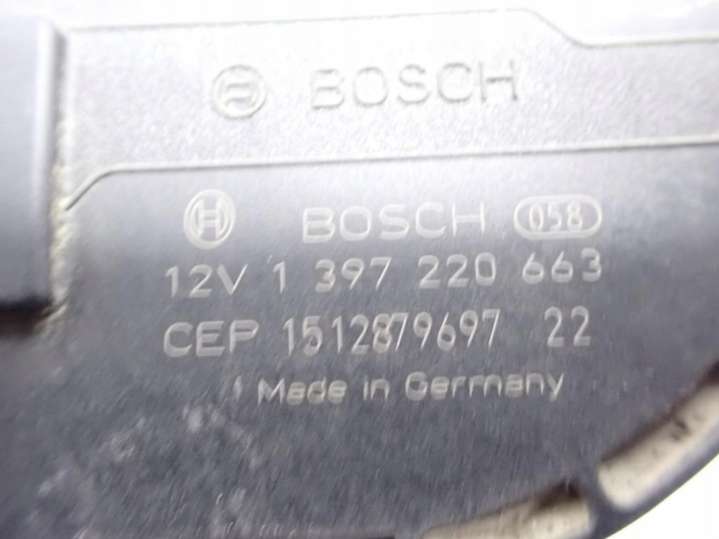 BOSCH
BOSCH 058
12V 1 397 220 663
CEP 1512879697 22
Made in Germany